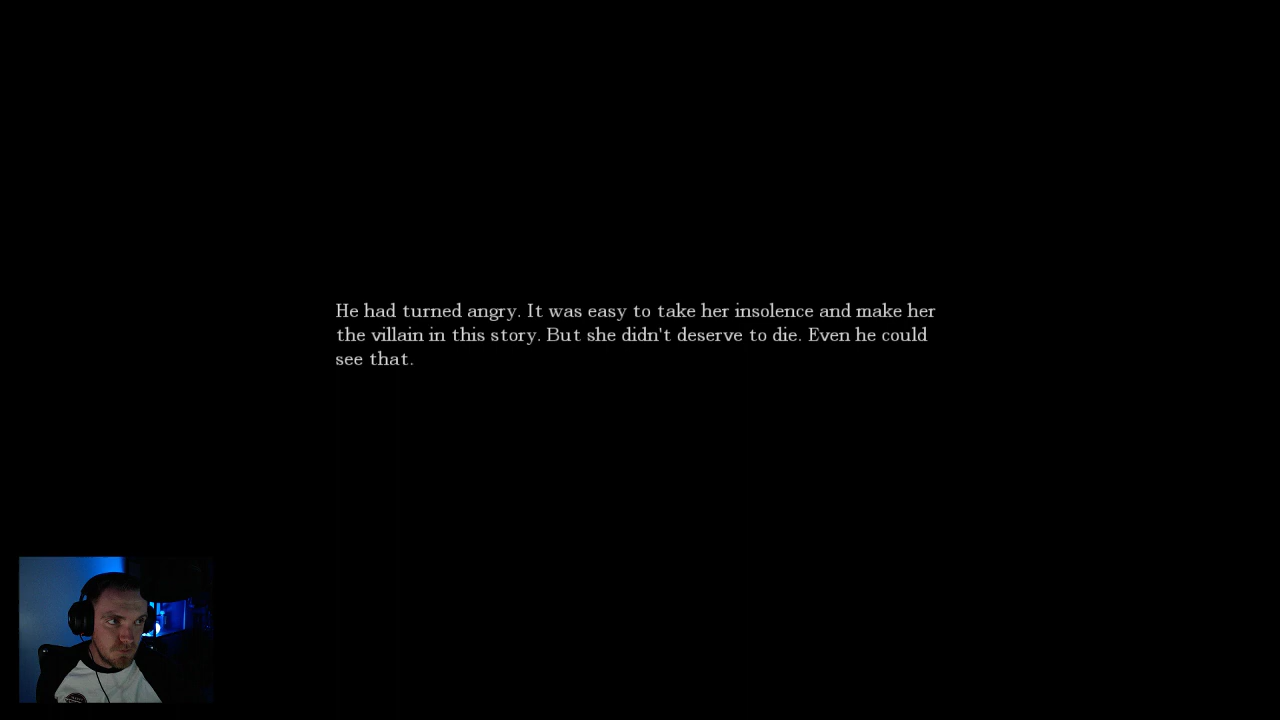 He had turned angry. It was easy to take her insolence and make her
the villain in this story. But she didn't deserve to die. Even he could
see that.